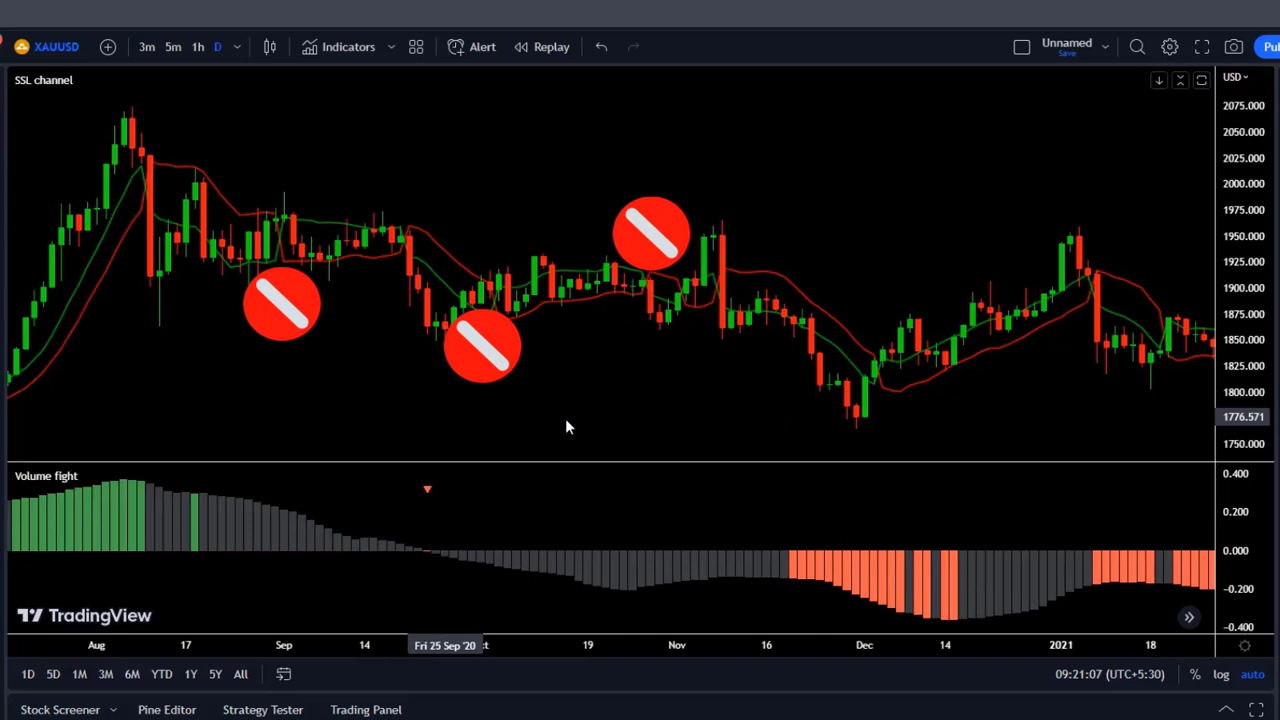 XAUUSD 3m 5m 1h D Indicators Alert Replay Unnamed Save Pul
SSL channel
USD
2075.000
2050.000
2025.000
2000.000
1975.000
1950.000
1925.000
1900.000
1875.000
1850.000
1825.000
1800.000
1776.571
1750.000
Volume fight
0.400
0.200
0.000
-0.200
-0.400
TradingView
Aug 17 Sep 14 Fri 25 Sep '20 ct 19 Nov 16 Dec 14 2021 18
1D 5D 1M 3M 6M YTD 1Y 5Y All 09:21:07 (UTC+5:30) % log auto
Stock Screener Pine Editor Strategy Tester Trading Panel